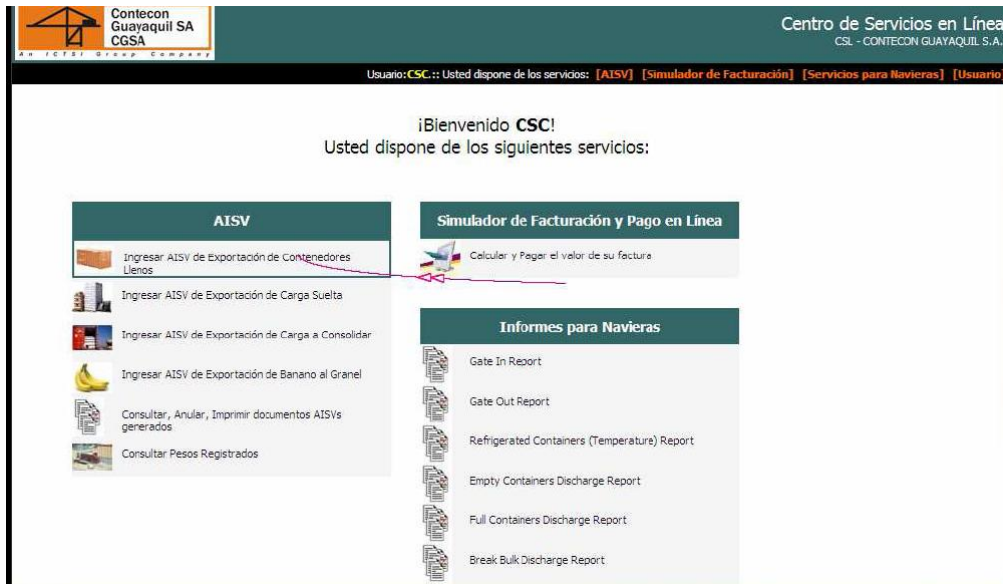 Contecon
Guayaquil SA
CGSA
An ICTSI Group Company
Centro de Servicios en Línea
CSL - CONTECON GUAYAQUIL S.A.
Usuario:CSC.:: Usted dispone de los servicios: [AISV] [Simulador de Facturación] [Servicios para Navieras] [Usuario]
¡Bienvenido CSC!
Usted dispone de los siguientes servicios:
AISV
Ingresar AISV de Exportación de Contenedores
Llenos
Ingresar AISV de Exportación de Carga Suelta
Ingresar AISV de Exportación de Carga a Consolidar
Ingresar AISV de Exportación de Banano al Granel
Consultar, Anular, Imprimir documentos AISVs
generados
Consultar Pesos Registrados
Simulador de Facturación y Pago en Línea
Calcular y Pagar el valor de su factura
Informes para Navieras
Gate In Report
Gate Out Report
Refrigerated Containers (Temperature) Report
Empty Containers Discharge Report
Full Containers Discharge Report
Break Bulk Discharge Report